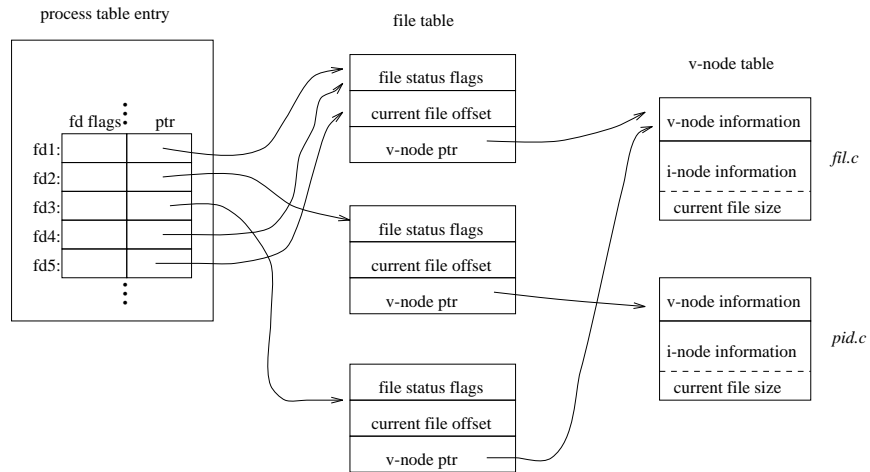 process table entry
file table
v-node table
fd flags
ptr
fd1:
fd2:
fd3:
fd4:
fd5:
file status flags
current file offset
v-node ptr
file status flags
current file offset
v-node ptr
file status flags
current file offset
v-node ptr
v-node information
i-node information
current file size
fil.c
v-node information
i-node information
current file size
pid.c